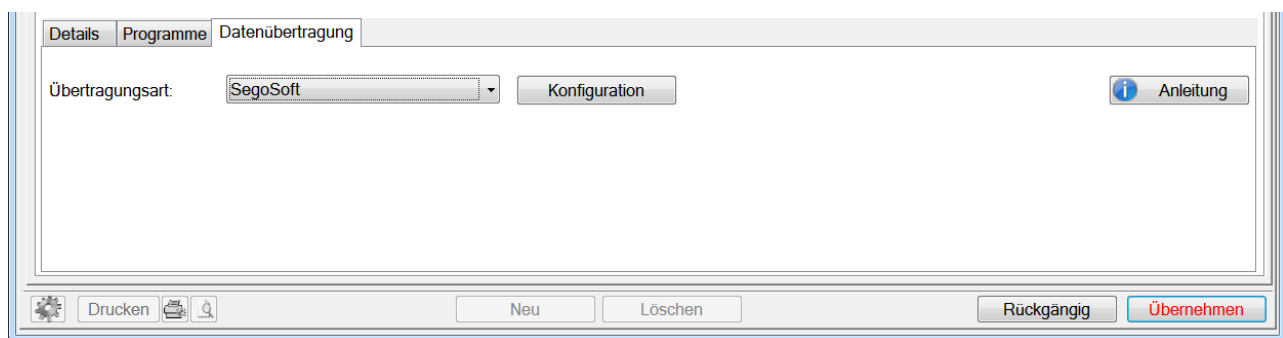 Details Programme Datenübertragung
Übertragungsart: SegoSoft Konfiguration Anleitung
Drucken Neu Löschen Rückgängig Übernehmen